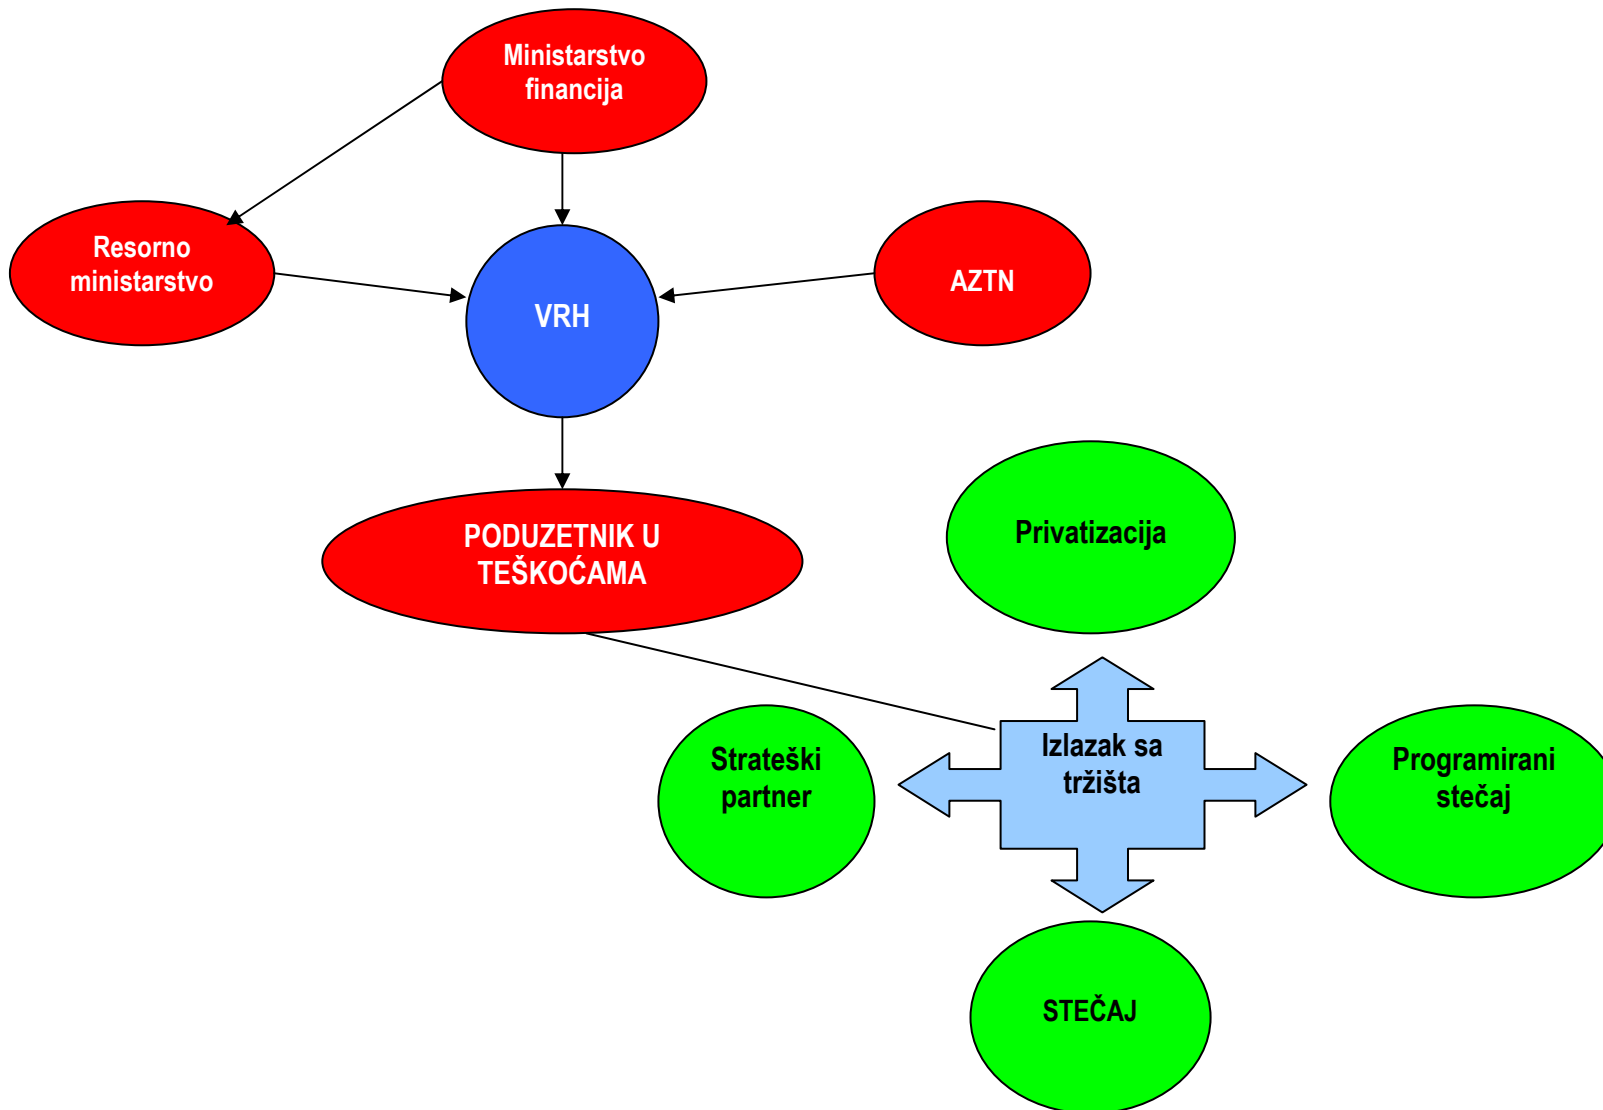 Ministarstvo
financija
Resorno
ministarstvo
AZTN
VRH
PODUZETNIK U
TEŠKOĆAMA
Privatizacija
Izlazak sa
tržišta
Strateški
partner
Programirani
stečaj
STEČAJ